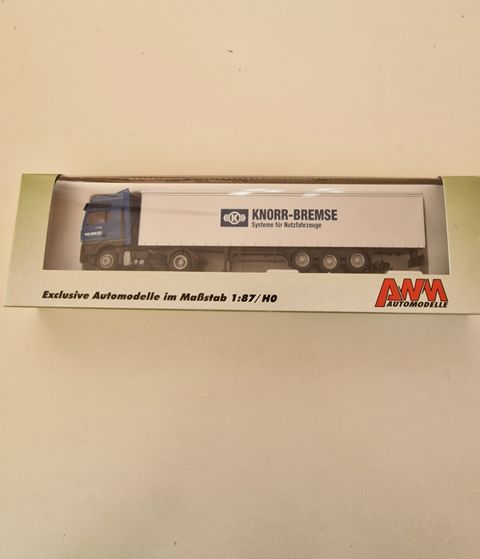 K
KNORR-BREMSE
Systeme für Nutzfahrzeuge
Exclusive Automodelle im Maßstab 1:87/H0
AWM
AUTOMODELLE